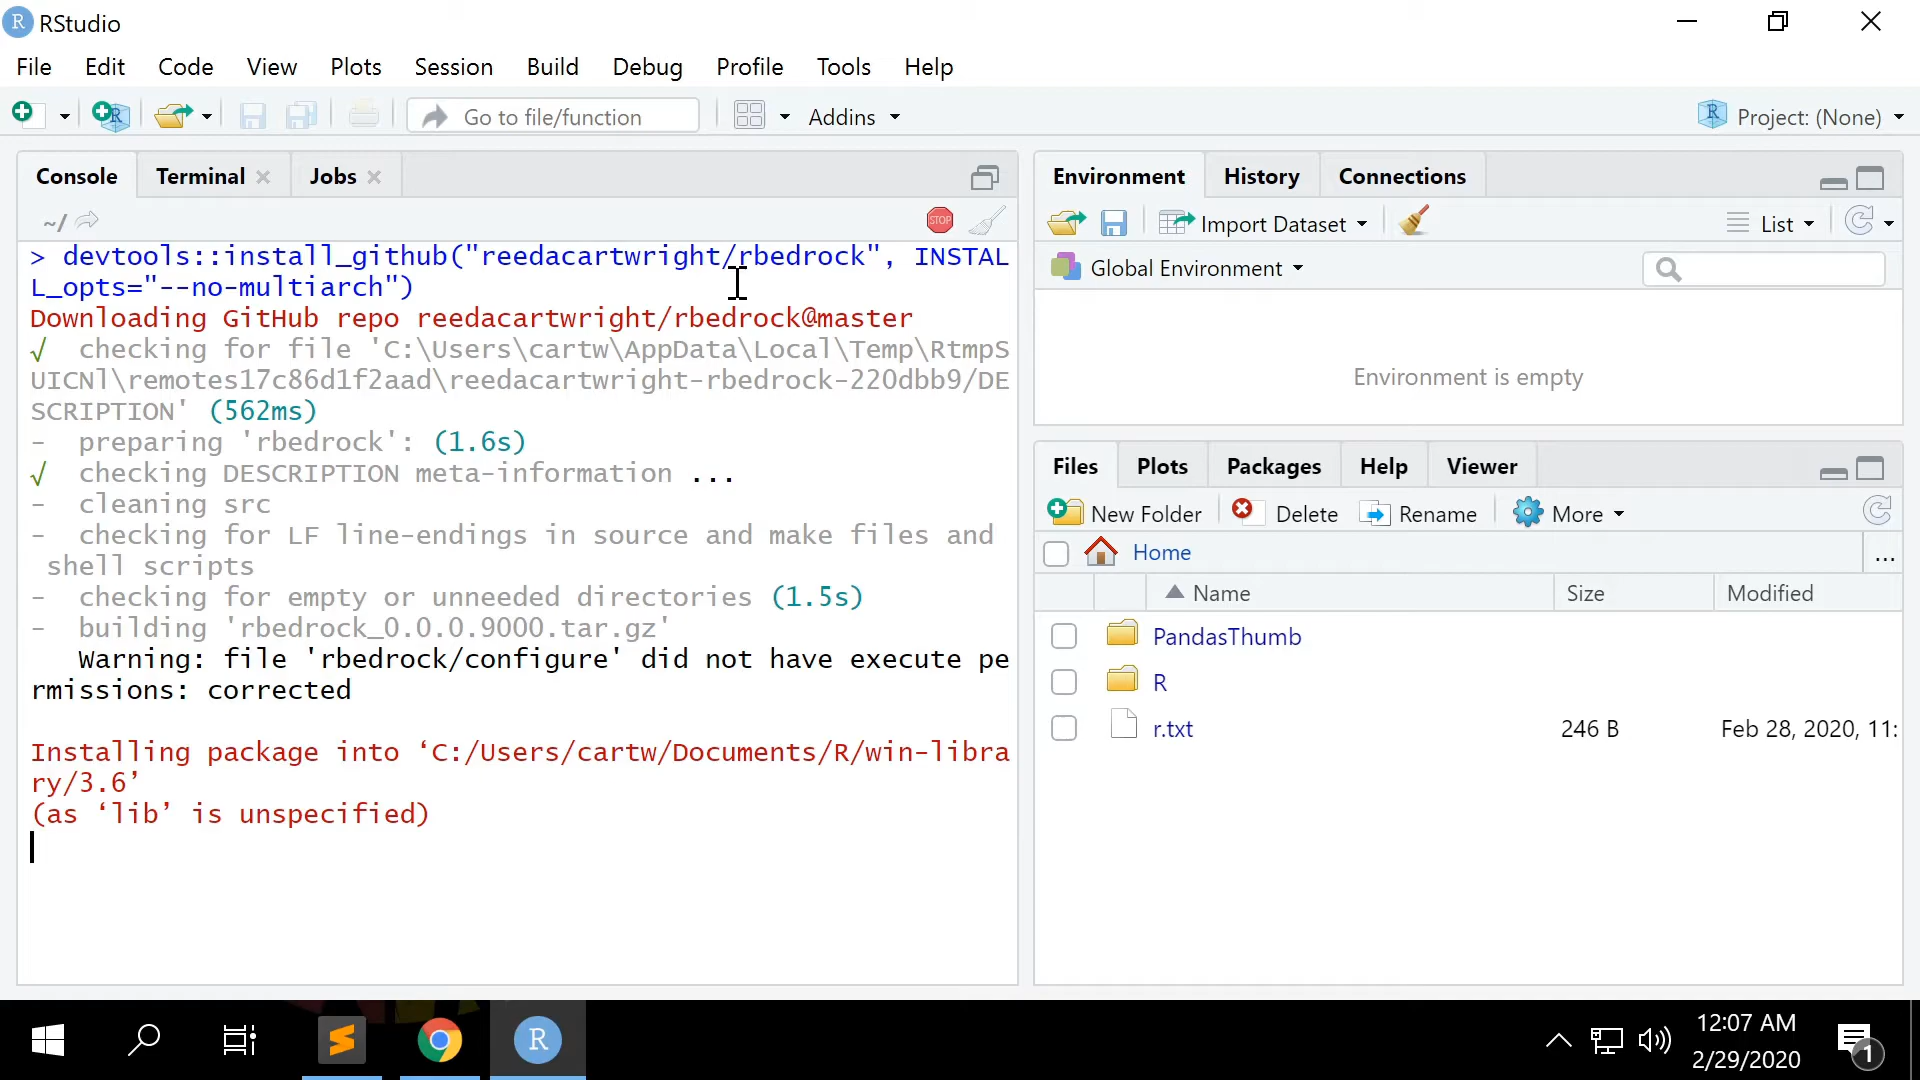 R RStudio
File Edit Code View Plots Session Build Debug Profile Tools Help
Go to file/function Addins Project: (None)
Console Terminal Jobs
~/ STOP
> devtools::install_github("reedacartwright/rbedrock", INSTAL
L_opts="--no-multiarch")
Downloading GitHub repo reedacartwright/rbedrock@master
√ checking for file 'C:\Users\cartw\AppData\Local\Temp\RtmpS
UICNl\remotes17c86d1f2aad\reedacartwright-rbedrock-220dbb9/DE
SCRIPTION' (562ms)
- preparing 'rbedrock': (1.6s)
√ checking DESCRIPTION meta-information ...
- cleaning src
- checking for LF line-endings in source and make files and
shell scripts
- checking for empty or unneeded directories (1.5s)
- building 'rbedrock_0.0.0.9000.tar.gz'
Warning: file 'rbedrock/configure' did not have execute pe
rmissions: corrected
Installing package into ‘C:/Users/cartw/Documents/R/win-libra
ry/3.6’
(as ‘lib’ is unspecified)
Environment History Connections
Import Dataset List
Global Environment
Environment is empty
Files Plots Packages Help Viewer
New Folder Delete Rename More
Home ...
Name Size Modified
PandasThumb
R
r.txt 246 B Feb 28, 2020, 11:
R
12:07 AM
2/29/2020
1